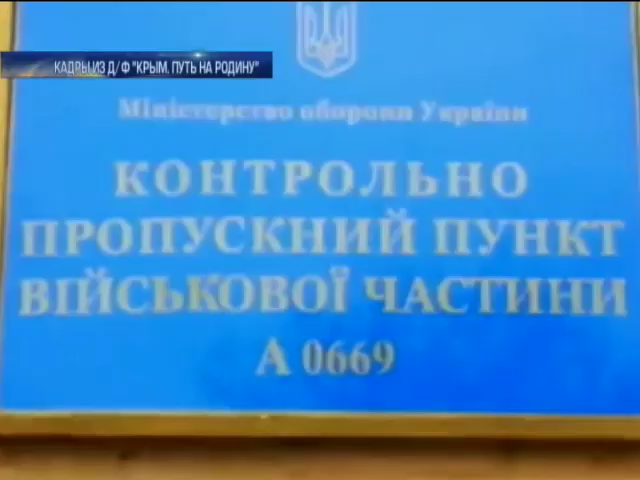 КАДРЫ ИЗ Д/Ф "КРЫМ. ПУТЬ НА РОДИНУ"
Міністерство оборони України
КОНТРОЛЬНО
ПРОПУСКНИЙ ПУНКТ
ВІЙСЬКОВОЇ ЧАСТИНИ
А 0669